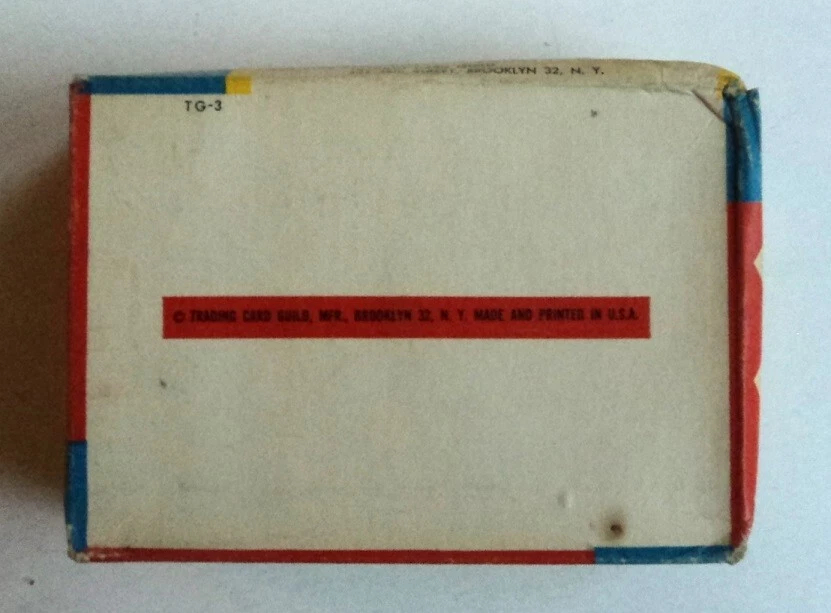 BROOKLYN 32, N. Y.
TG-3
© TRADING CARD GUILD, MFR., BROOKLYN 32, N. Y. MADE AND PRINTED IN U.S.A.